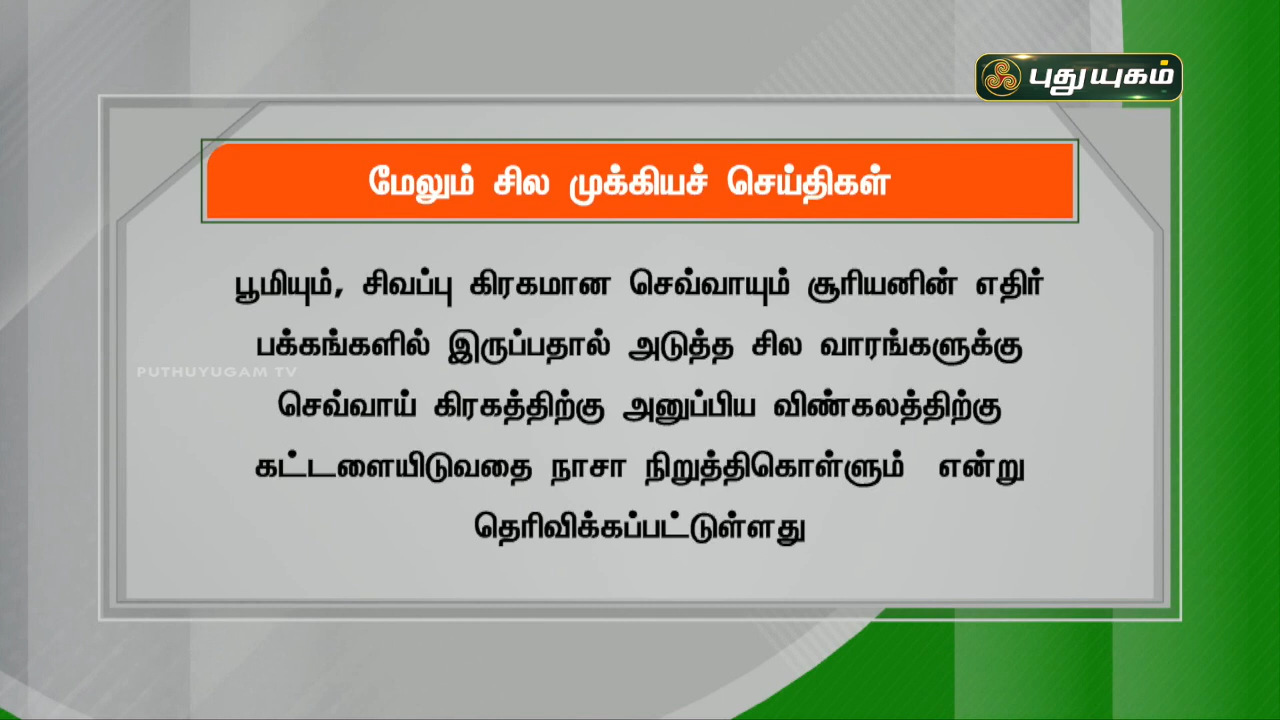 புதுயுகம்
மேலும் சில முக்கியச் செய்திகள்
பூமியும், சிவப்பு கிரகமான செவ்வாயும் சூரியனின் எதிர்
பக்கங்களில் இருப்பதால் அடுத்த சில வாரங்களுக்கு
PUTHUYUGAM TV
செவ்வாய் கிரகத்திற்கு அனுப்பிய விண்கலத்திற்கு
கட்டளையிடுவதை நாசா நிறுத்திகொள்ளும் என்று
தெரிவிக்கப்பட்டுள்ளது